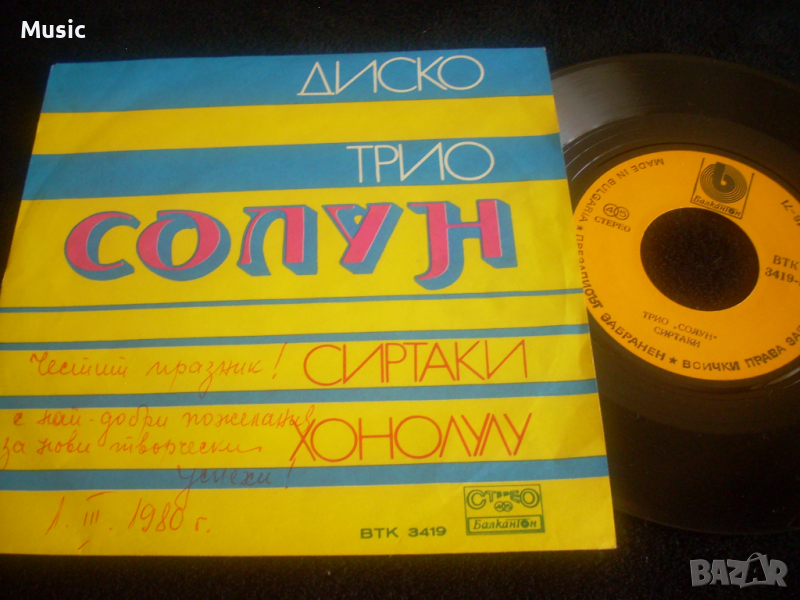 Music
ДИСКО
ТРИО
СОЛУН
СИРТАКИ
ХОНОЛУЛУ
Честит празник!
с най-добри пожелания
за нови творчески
успехи!
1. III. 1980 г.
ВТК 3419
СТЕРЕО
Балкантон
Балкантон
MADE IN BULGARIA ★ ПРЕЗАПИСЪТ ЗАБРАНЕН ★ ВСИЧКИ ПРАВА ЗА
СТЕРЕО
ВТК
3419-
ТРИО „СОЛУН"
СИРТАКИ
BAZAR